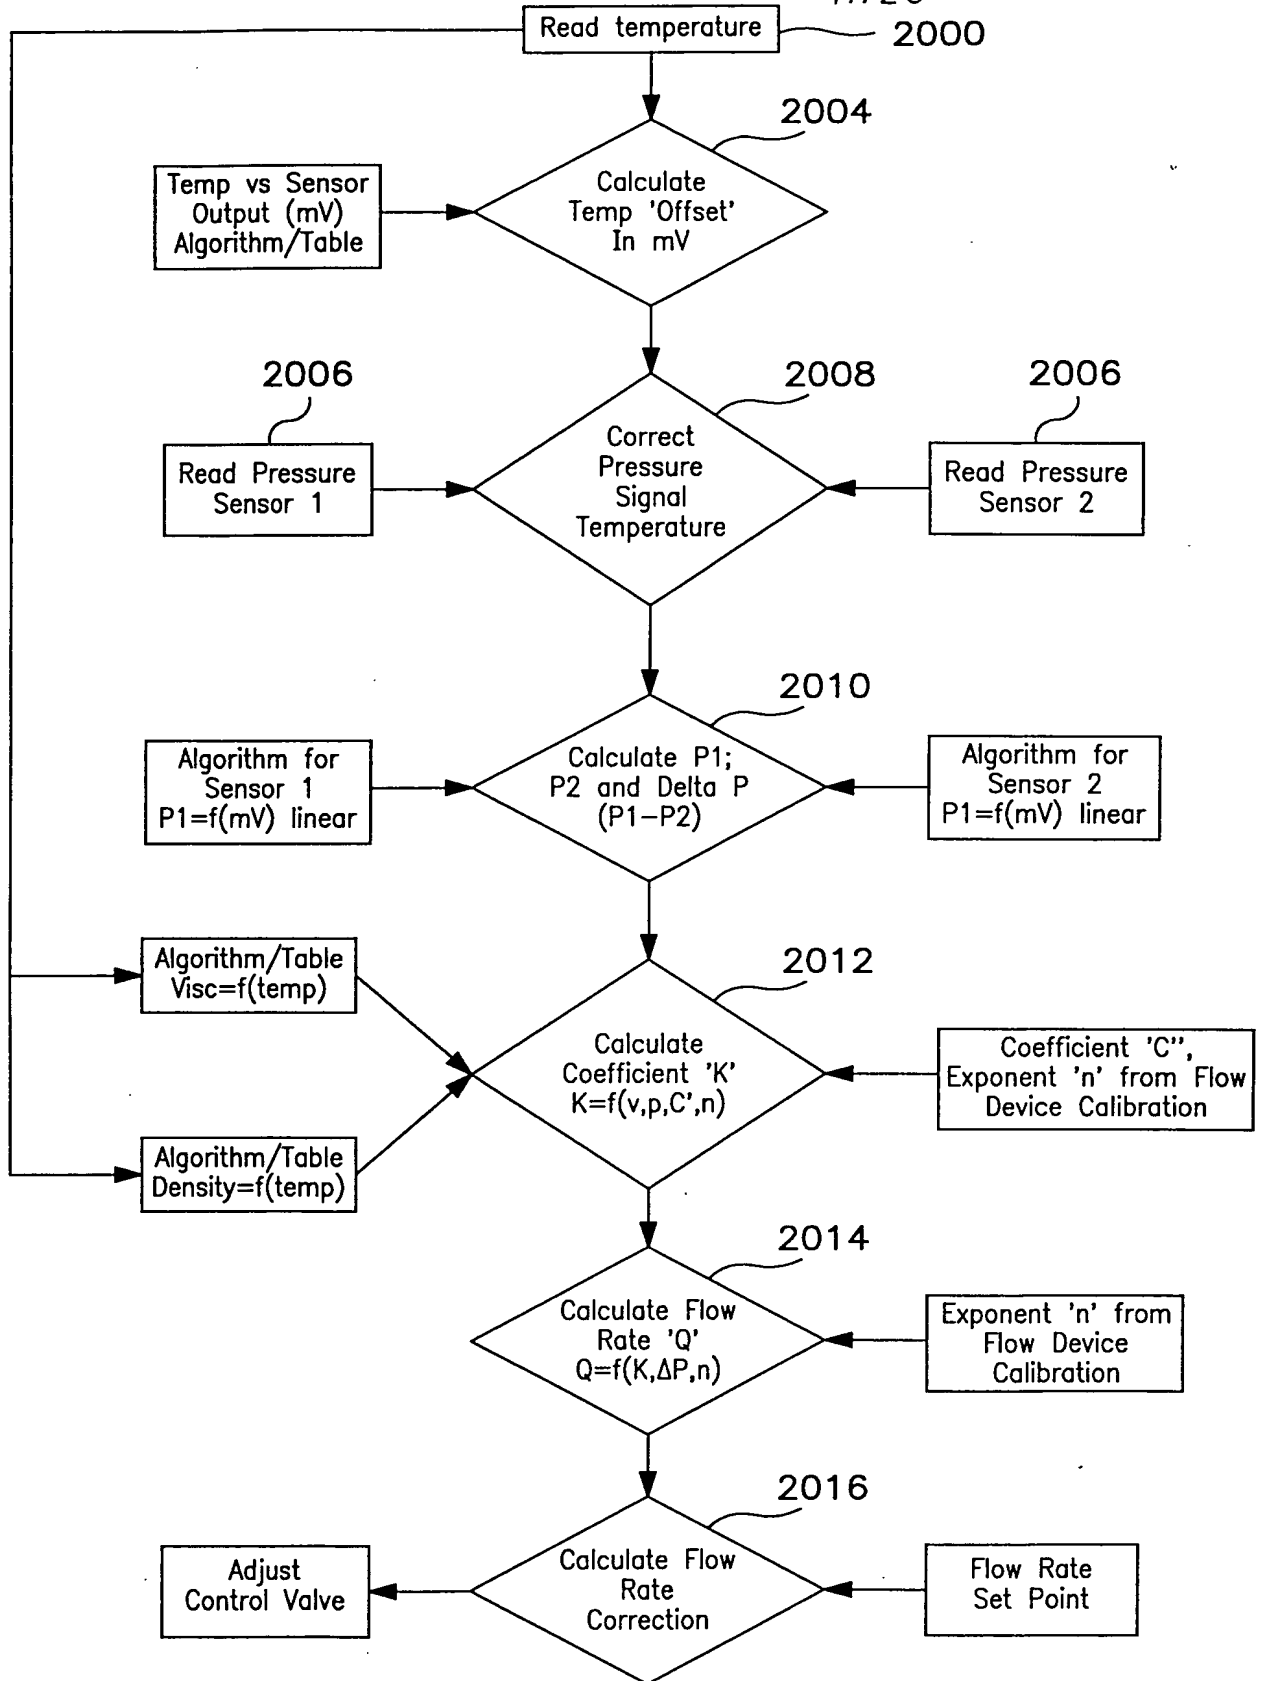 Read temperature
2000
2004
Calculate
Temp 'Offset'
In mV
Temp vs Sensor
Output (mV)
Algorithm/Table
2006
2008
2006
Read Pressure
Sensor 1
Correct
Pressure
Signal
Temperature
Read Pressure
Sensor 2
2010
Algorithm for
Sensor 1
P1=f(mV) linear
Calculate P1;
P2 and Delta P
(P1-P2)
Algorithm for
Sensor 2
P1=f(mV) linear
Algorithm/Table
Visc=f(temp)
2012
Calculate
Coefficient 'K'
K=f(v,p,C',n)
Coefficient 'C'',
Exponent 'n' from Flow
Device Calibration
Algorithm/Table
Density=f(temp)
2014
Calculate Flow
Rate 'Q'
Q=f(K,ΔP,n)
Exponent 'n' from
Flow Device
Calibration
2016
Adjust
Control Valve
Calculate Flow
Rate
Correction
Flow Rate
Set Point